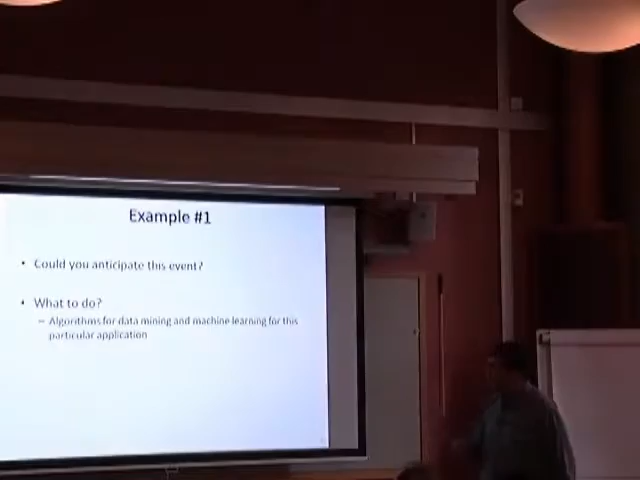 Example #1
• Could you anticipate this event?
• What to do?
– Algorithms for data mining and machine learning for this
particular application